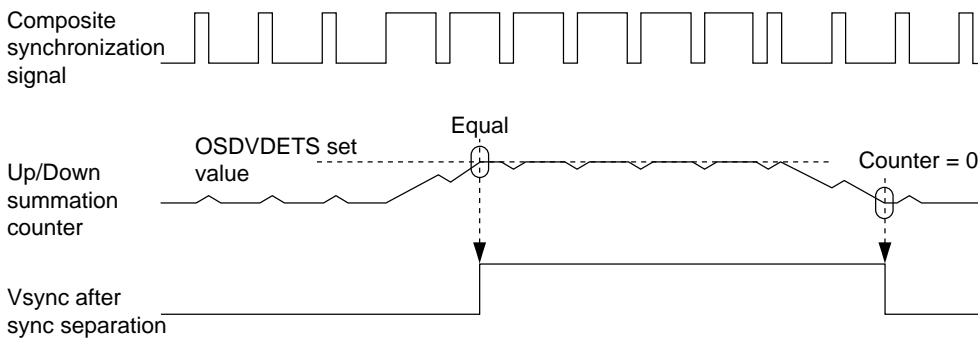 Composite
synchronization
signal
Equal
OSDVDETS set
value
Counter = 0
Up/Down
summation
counter
Vsync after
sync separation